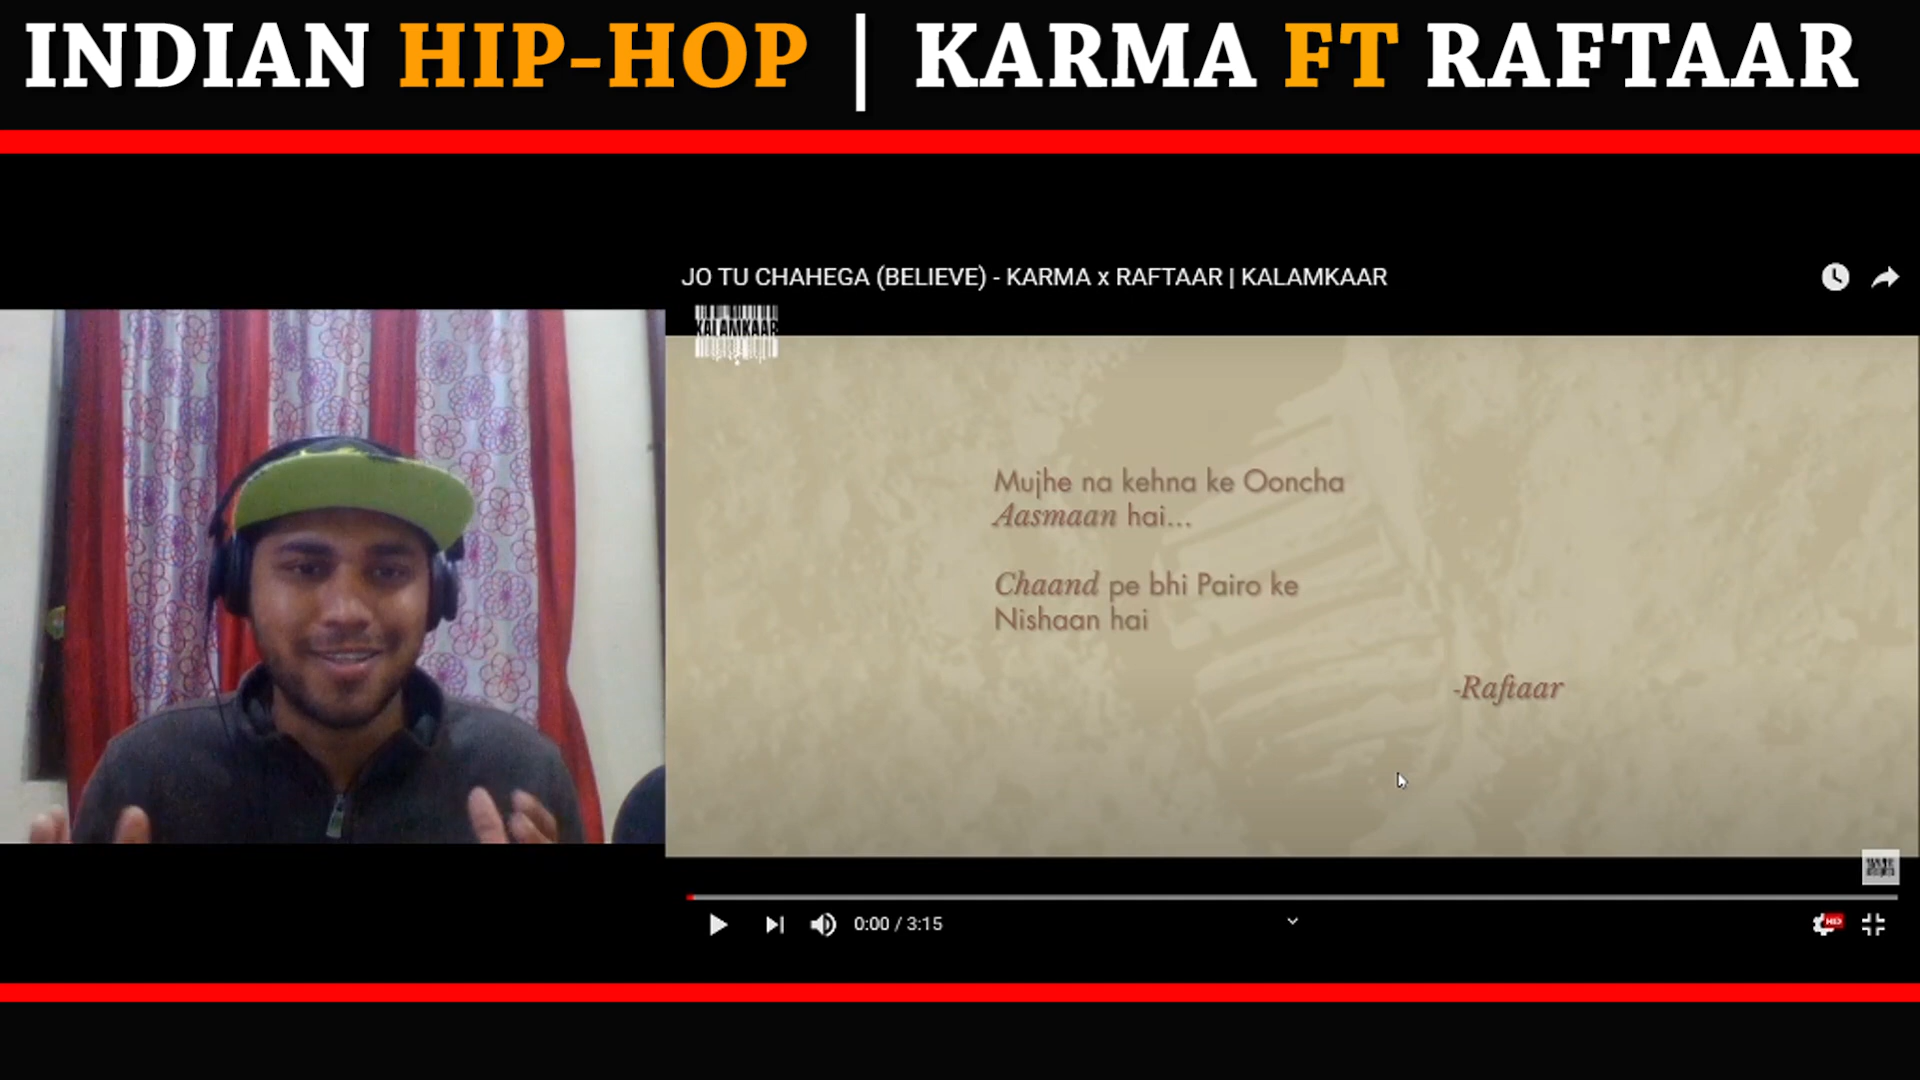 INDIAN HIP-HOP | KARMA FT RAFTAAR
JO TU CHAHEGA (BELIEVE) - KARMA x RAFTAAR | KALAMKAAR
KALAMKAAR
Mujhe na kehna ke Ooncha
Aasmaan hai...
Chaand pe bhi Pairo ke
Nishaan hai
-Raftaar
0:00 / 3:15
HD